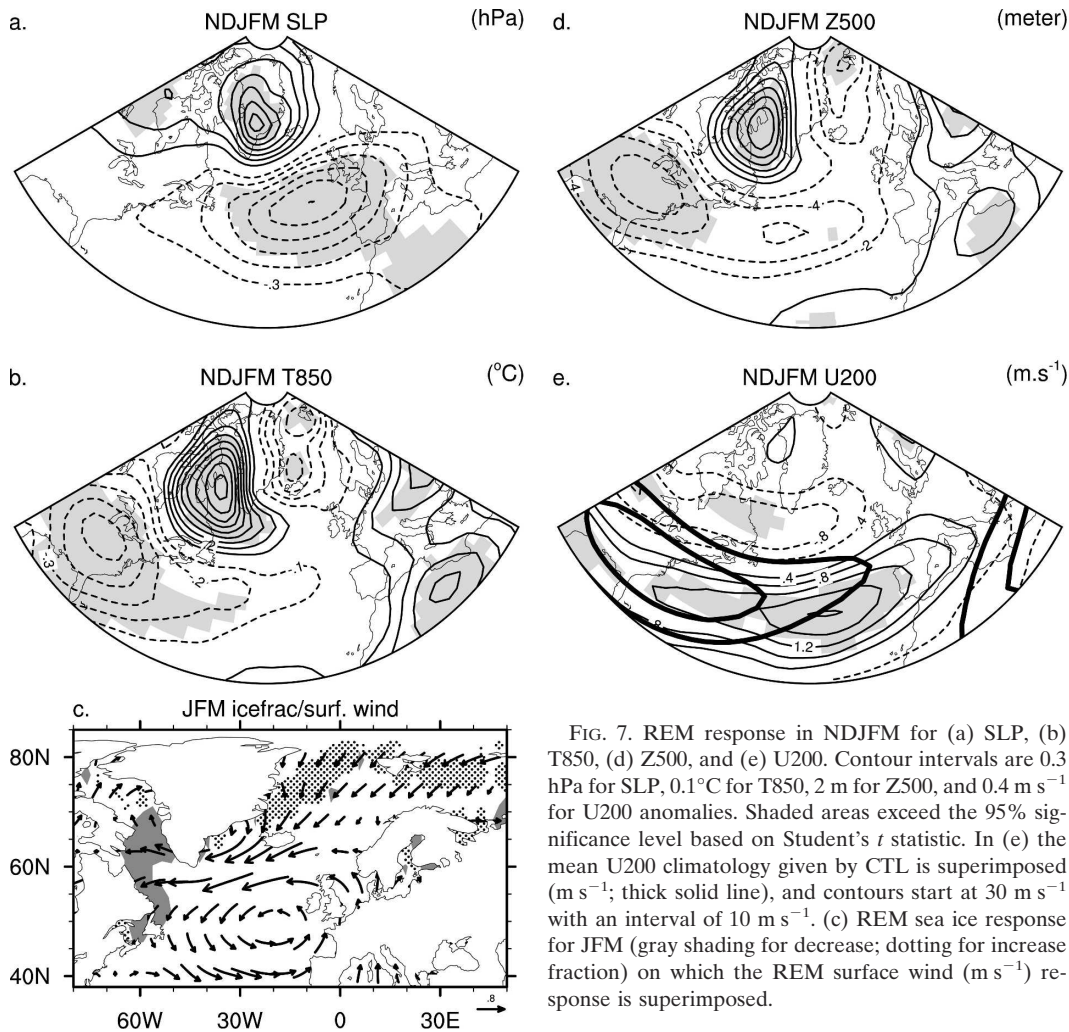 a.
NDJFM SLP
(hPa)
-.3
d.
NDJFM Z500
(meter)
-.4
-.2
b.
NDJFM T850
(°C)
-.3
-.2
-.1
e.
NDJFM U200
(m.s⁻¹)
.4
.8
.4
.8
.8
1.2
c.
JFM icefrac/surf. wind
80N
70N
60N
50N
40N
60W
30W
0
30E
.8
FIG. 7. REM response in NDJFM for (a) SLP, (b)
T850, (d) Z500, and (e) U200. Contour intervals are 0.3
hPa for SLP, 0.1°C for T850, 2 m for Z500, and 0.4 m s⁻¹
for U200 anomalies. Shaded areas exceed the 95% sig-
nificance level based on Student's t statistic. In (e) the
mean U200 climatology given by CTL is superimposed
(m s⁻¹; thick solid line), and contours start at 30 m s⁻¹
with an interval of 10 m s⁻¹. (c) REM sea ice response
for JFM (gray shading for decrease; dotting for increase
fraction) on which the REM surface wind (m s⁻¹) re-
sponse is superimposed.